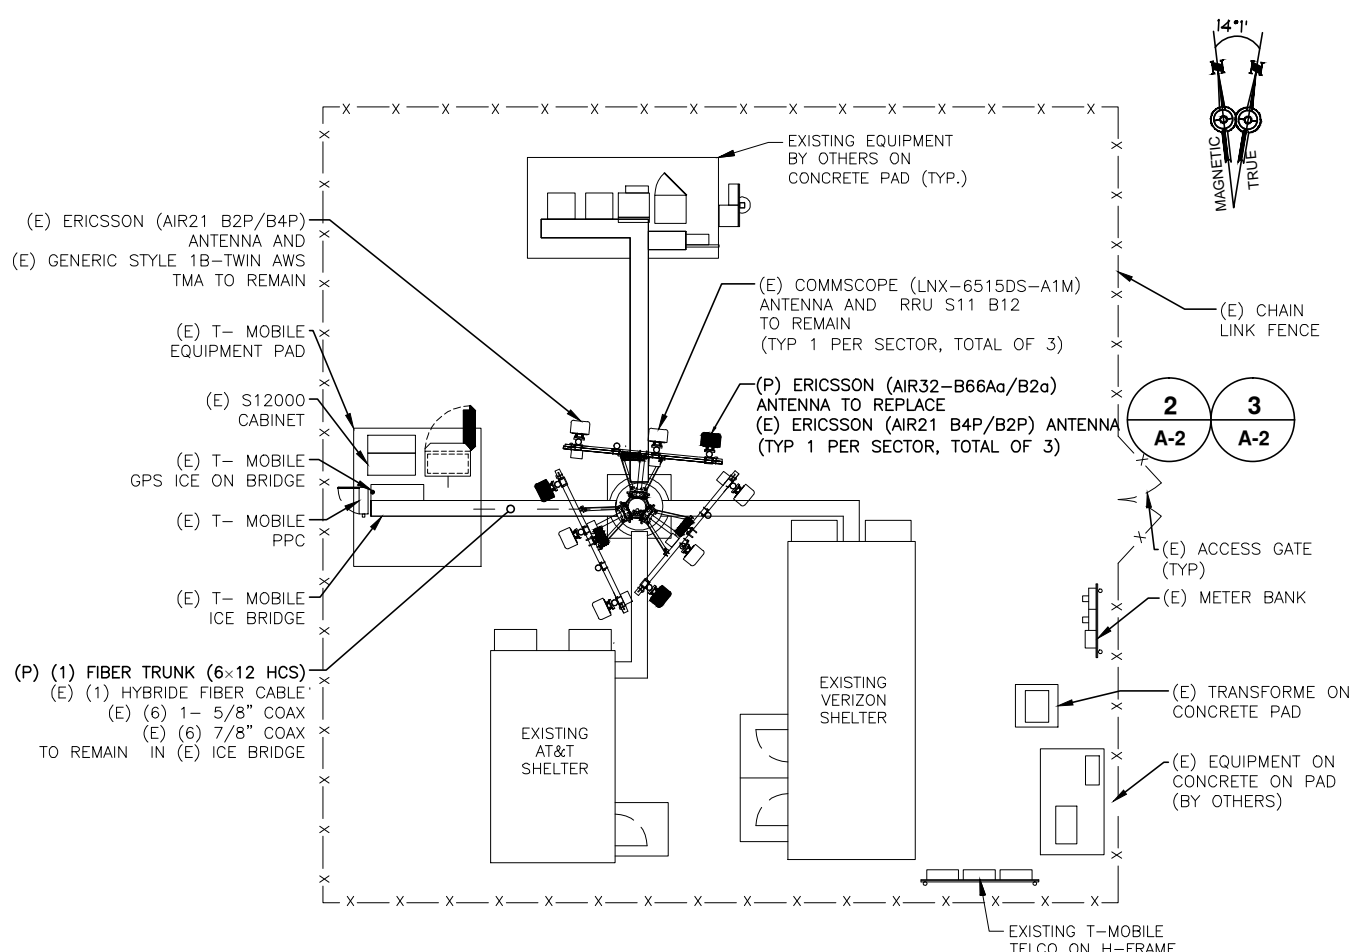 14°1'
N
N
MAGNETIC
TRUE
EXISTING EQUIPMENT
BY OTHERS ON
CONCRETE PAD (TYP.)
(E) ERICSSON (AIR21 B2P/B4P)
ANTENNA AND
(E) GENERIC STYLE 1B-TWIN AWS
TMA TO REMAIN
(E) COMMSCOPE (LNX-6515DS-A1M)
ANTENNA AND RRU S11 B12
TO REMAIN
(TYP 1 PER SECTOR, TOTAL OF 3)
(E) CHAIN
LINK FENCE
(E) T- MOBILE
EQUIPMENT PAD
(P) ERICSSON (AIR32-B66Aa/B2a)
ANTENNA TO REPLACE
(E) ERICSSON (AIR21 B4P/B2P) ANTENNA
(TYP 1 PER SECTOR, TOTAL OF 3)
2
A-2
3
A-2
(E) S12000
CABINET
(E) T- MOBILE
GPS ICE ON BRIDGE
(E) T- MOBILE
PPC
(E) ACCESS GATE
(TYP)
(E) T- MOBILE
ICE BRIDGE
(E) METER BANK
(P) (1) FIBER TRUNK (6×12 HCS)
(E) (1) HYBRIDE FIBER CABLE
(E) (6) 1- 5/8" COAX
(E) (6) 7/8" COAX
TO REMAIN IN (E) ICE BRIDGE
EXISTING
VERIZON
SHELTER
(E) TRANSFORME ON
CONCRETE PAD
EXISTING
AT&T
SHELTER
(E) EQUIPMENT ON
CONCRETE ON PAD
(BY OTHERS)
EXISTING T-MOBILE
TELCO ON H-FRAME